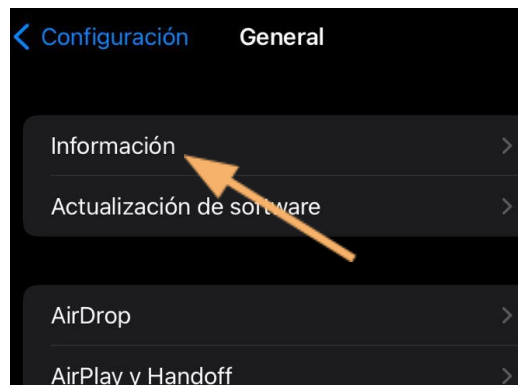 Configuración General
Información
Actualización de software
AirDrop
AirPlay y Handoff